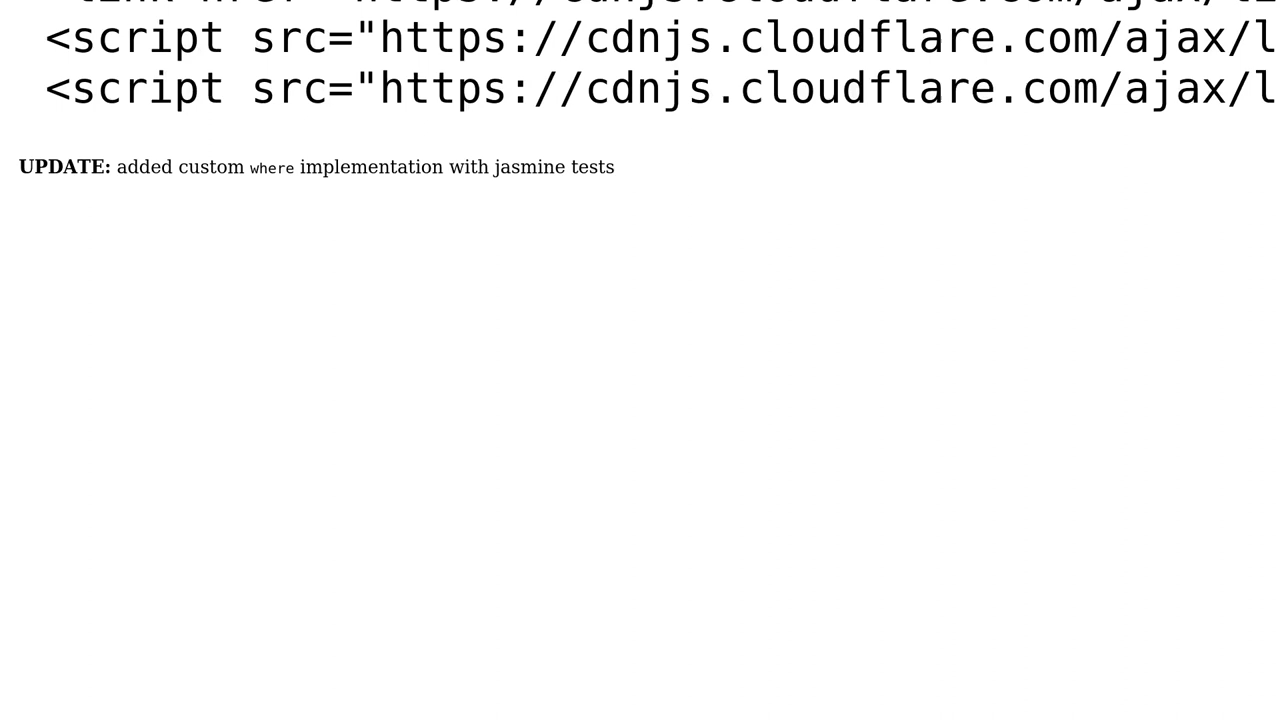 <script src="https://cdnjs.cloudflare.com/ajax/l
<script src="https://cdnjs.cloudflare.com/ajax/l
UPDATE: added custom where implementation with jasmine tests